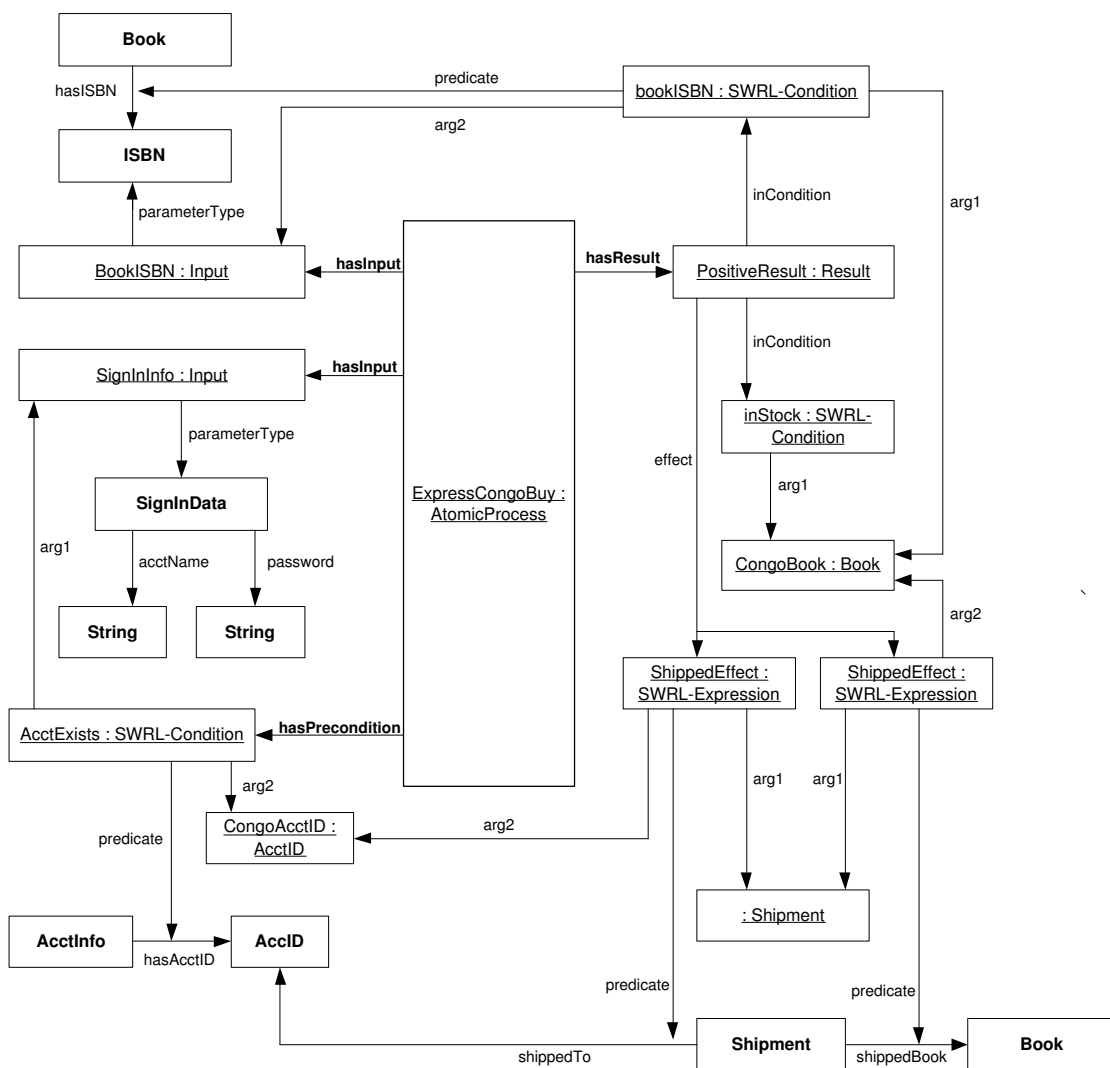 Book
predicate
hasISBN
bookISBN : SWRL-Condition
arg2
ISBN
inCondition
arg1
parameterType
BookISBN : Input
hasInput
hasResult
PositiveResult : Result
inCondition
SignInInfo : Input
hasInput
inStock : SWRL-
Condition
parameterType
effect
arg1
SignInData
ExpressCongoBuy :
AtomicProcess
arg1
acctName
password
CongoBook : Book
String
String
arg2
ShippedEffect :
SWRL-Expression
ShippedEffect :
SWRL-Expression
AcctExists : SWRL-Condition
hasPrecondition
arg2
arg1
arg1
predicate
CongoAcctID :
AcctID
arg2
: Shipment
AcctInfo
AccID
hasAcctID
predicate
predicate
shippedTo
Shipment
shippedBook
Book